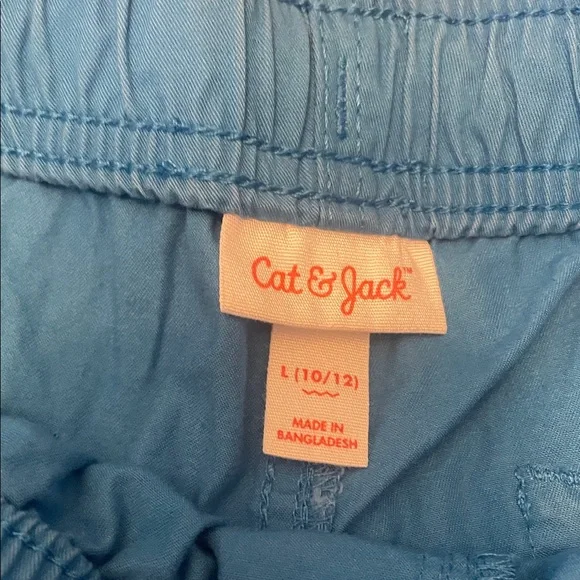 Cat & Jack™
L (10/12)
MADE IN
BANGLADESH